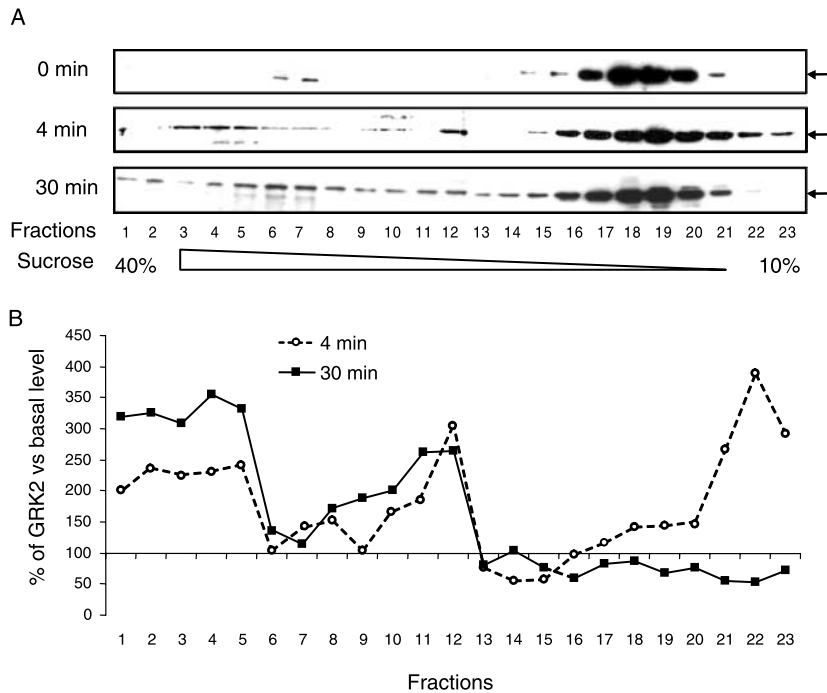 A
0 min
4 min
30 min
Fractions 1 2 3 4 5 6 7 8 9 10 11 12 13 14 15 16 17 18 19 20 21 22 23
Sucrose 40% 10%
B
450
400
350
300
250
200
150
100
50
0
% of GRK2 vs basal level
4 min
30 min
1 2 3 4 5 6 7 8 9 10 11 12 13 14 15 16 17 18 19 20 21 22 23
Fractions